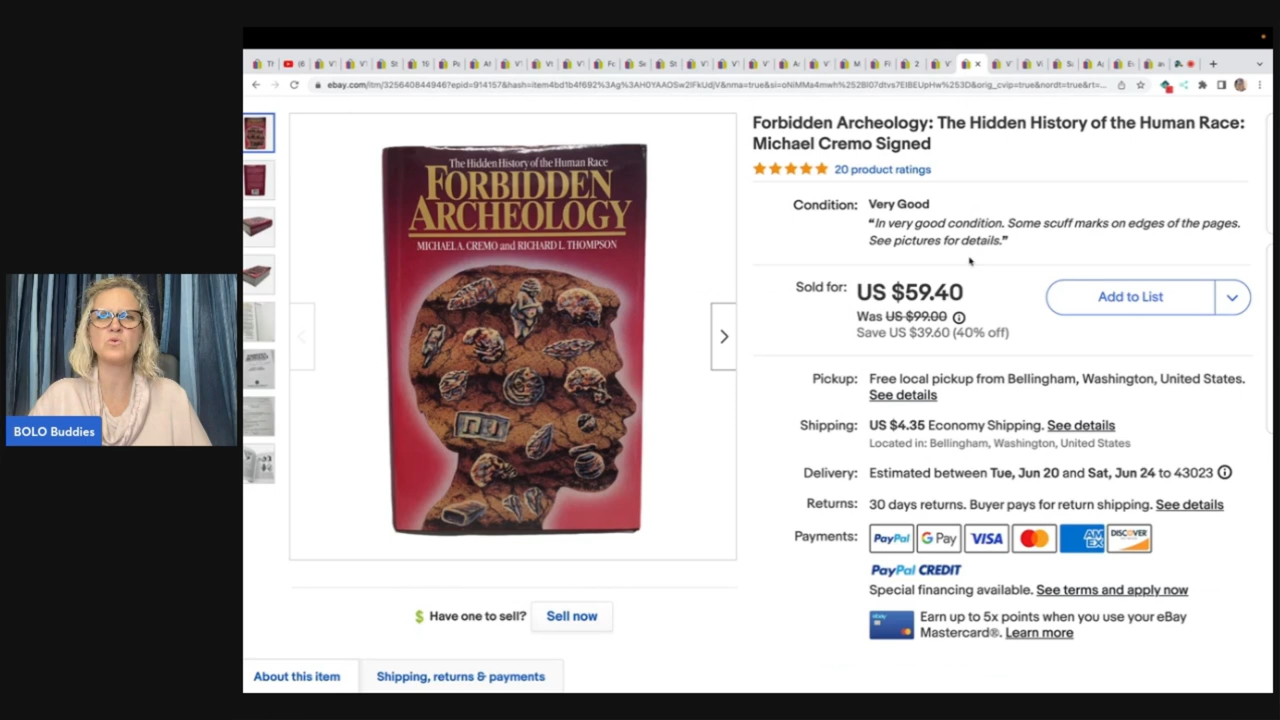 ebay.com/itm/325640844946?epid=914157&hash=item4bd1b4f692%3Ag%3AH0YAAOSw2lFkUdjV&nma=true&si=oNiMMa4mwh%252Bl07dtvs7EIBEUpHw%253D&orig_cvip=true&nordt=true&rt=...
Forbidden Archeology: The Hidden History of the Human Race:
Michael Cremo Signed
20 product ratings
Condition: Very Good
"In very good condition. Some scuff marks on edges of the pages.
See pictures for details."
The Hidden History of the Human Race
FORBIDDEN
ARCHEOLOGY
MICHAEL A. CREMO and RICHARD L. THOMPSON
Sold for: US $59.40
Add to List
Was US $99.00
Save US $39.60 (40% off)
Pickup: Free local pickup from Bellingham, Washington, United States.
See details
Shipping: US $4.35 Economy Shipping. See details
Located in: Bellingham, Washington, United States
BOLO Buddies
Delivery: Estimated between Tue, Jun 20 and Sat, Jun 24 to 43023
Returns: 30 days returns. Buyer pays for return shipping. See details
Payments: PayPal G Pay VISA AM EX DISCOVER
PayPal CREDIT
Special financing available. See terms and apply now
$ Have one to sell? Sell now
Earn up to 5x points when you use your eBay
Mastercard®. Learn more
About this item
Shipping, returns & payments